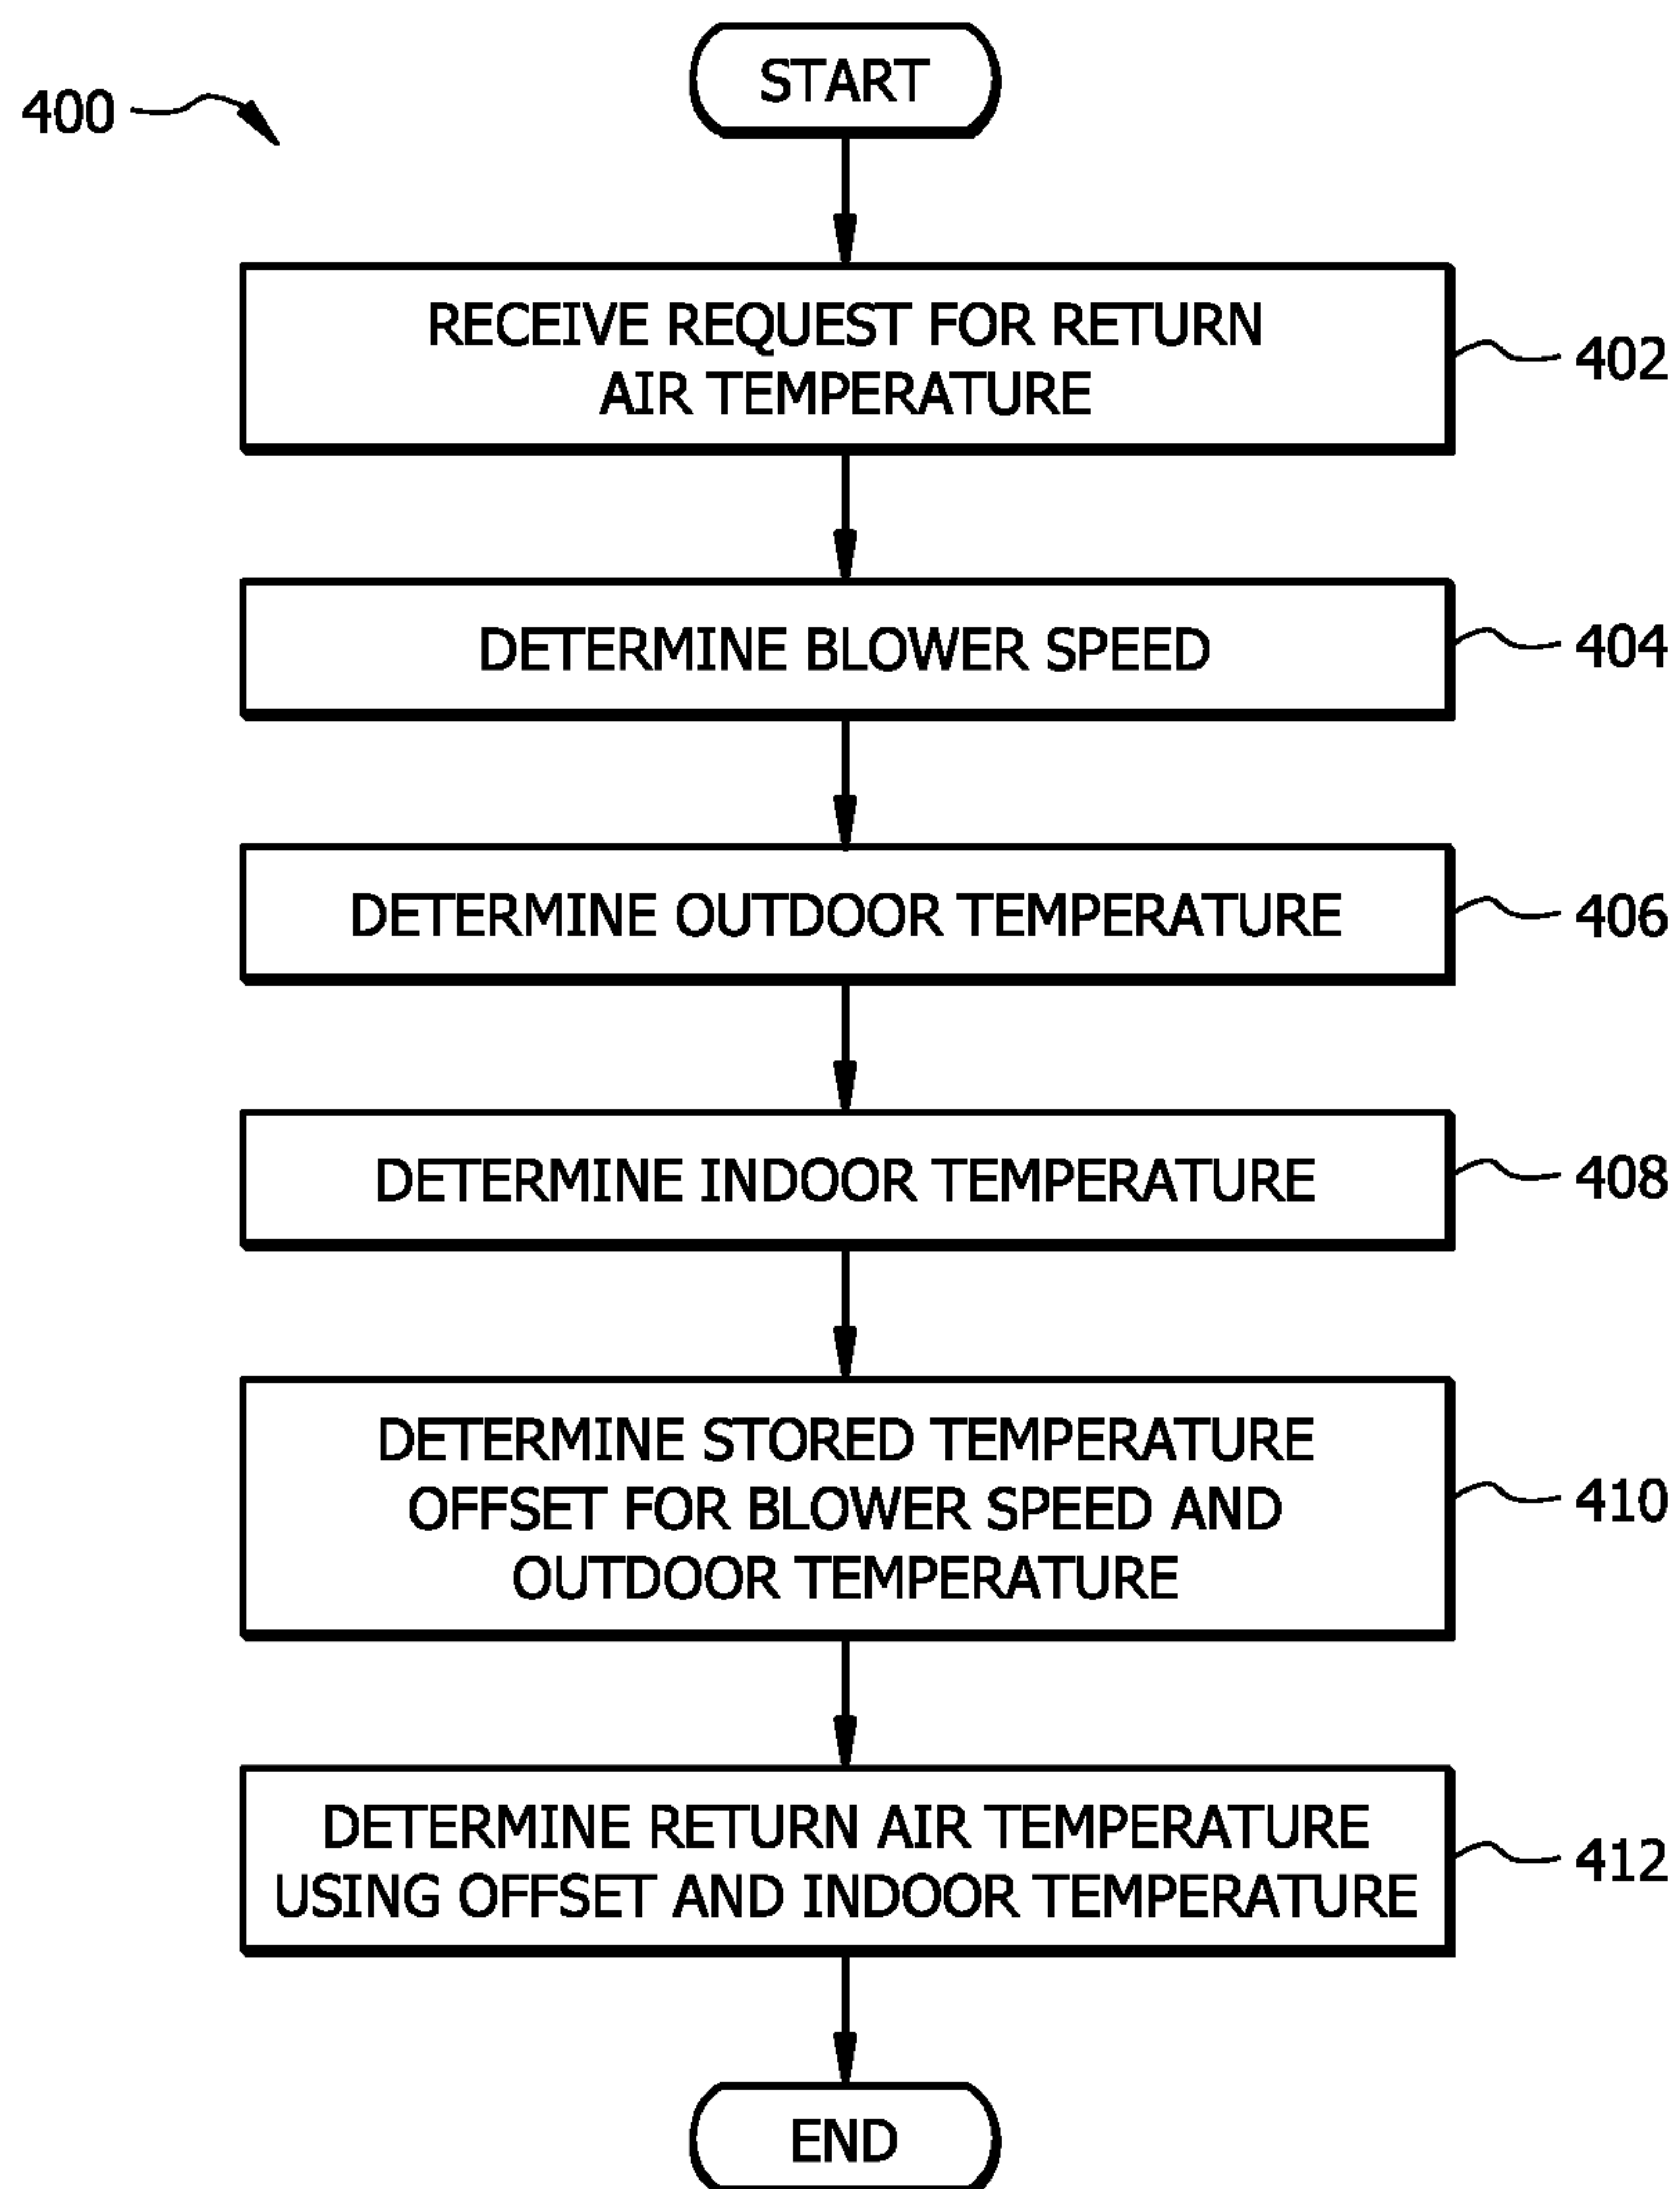 START
400
RECEIVE REQUEST FOR RETURN
AIR TEMPERATURE
402
DETERMINE BLOWER SPEED
404
DETERMINE OUTDOOR TEMPERATURE
406
DETERMINE INDOOR TEMPERATURE
408
DETERMINE STORED TEMPERATURE
OFFSET FOR BLOWER SPEED AND
OUTDOOR TEMPERATURE
410
DETERMINE RETURN AIR TEMPERATURE
USING OFFSET AND INDOOR TEMPERATURE
412
END